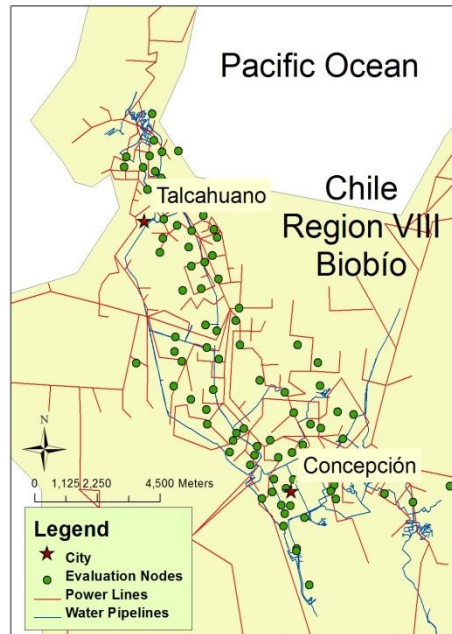 Pacific Ocean
Talcahuano
Chile
Region VIII
Biobío
Concepción
N
0 1,125 2,250 4,500 Meters
Legend
City
Evaluation Nodes
Power Lines
Water Pipelines